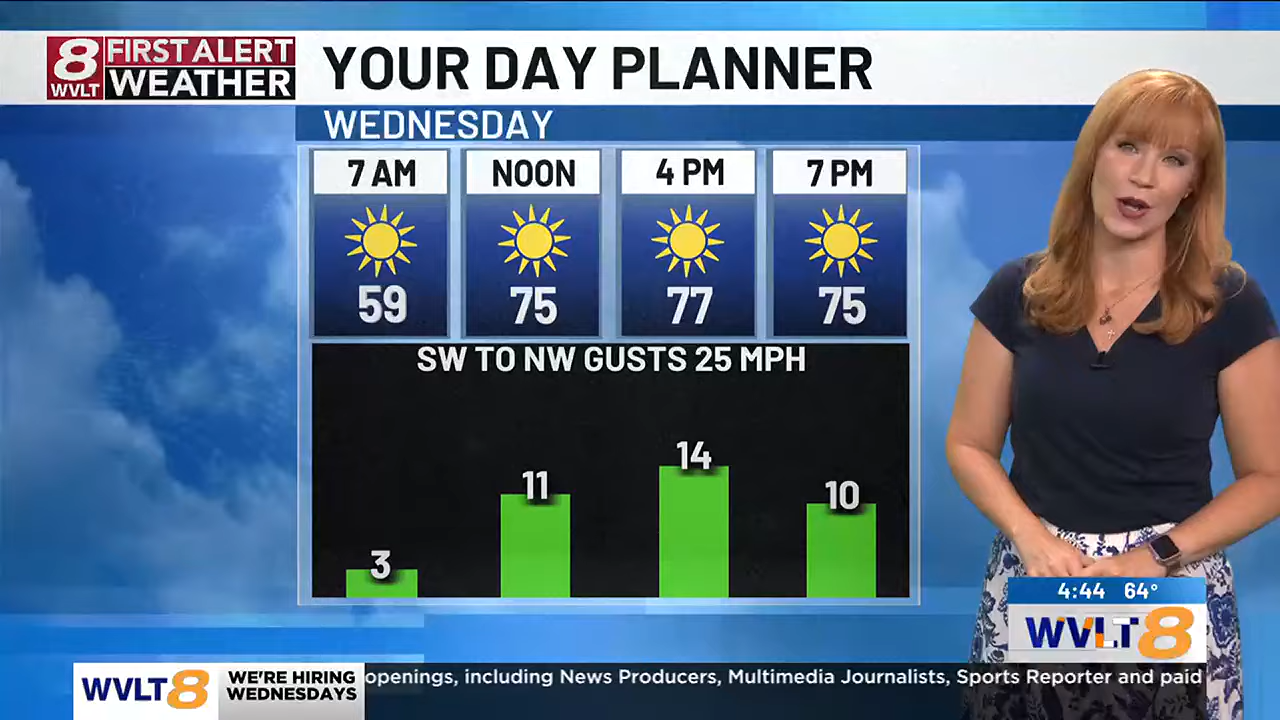 8 FIRST ALERT
WVLT WEATHER
YOUR DAY PLANNER
WEDNESDAY
7 AM NOON 4 PM 7 PM
59 75 77 75
SW TO NW GUSTS 25 MPH
3 11 14 10
4:44 64°
WVLT 8
WVLT 8
WE'RE HIRING
WEDNESDAYS
openings, including News Producers, Multimedia Journalists, Sports Reporter and paid